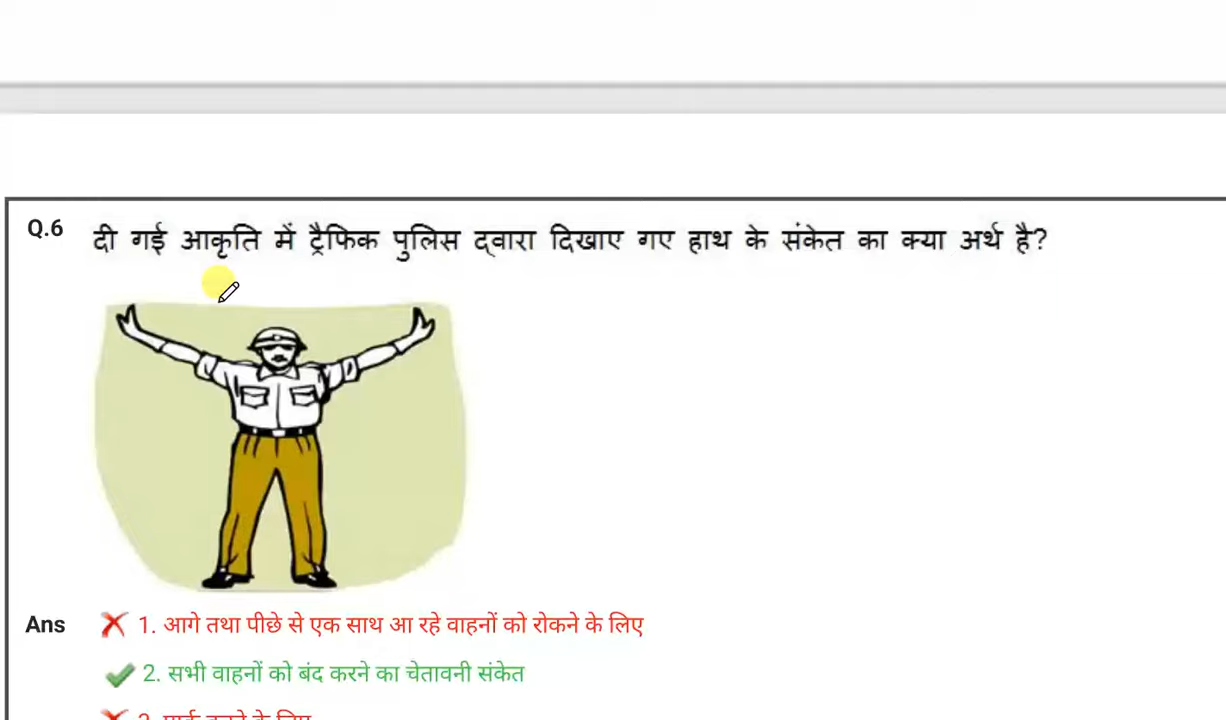 Q.6 दी गई आकृति में ट्रैफिक पुलिस द्वारा दिखाए गए हाथ के संकेत का क्या अर्थ है?
Ans 1. आगे तथा पीछे से एक साथ आ रहे वाहनों को रोकने के लिए
2. सभी वाहनों को बंद करने का चेतावनी संकेत